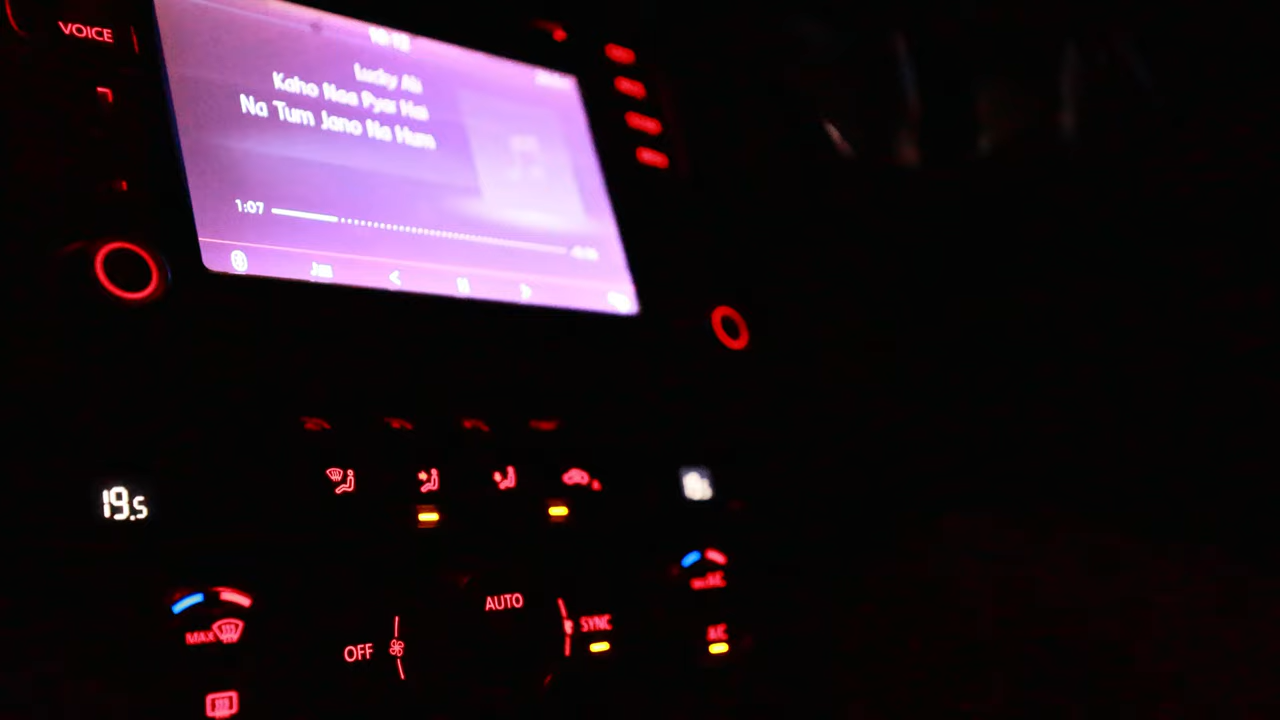 VOICE
Lucky Ali
Kaho Naa Pyar Hai
Na Tum Jano Na Hum
1:07
19.5
AUTO
SYNC
MAX
OFF
A/C